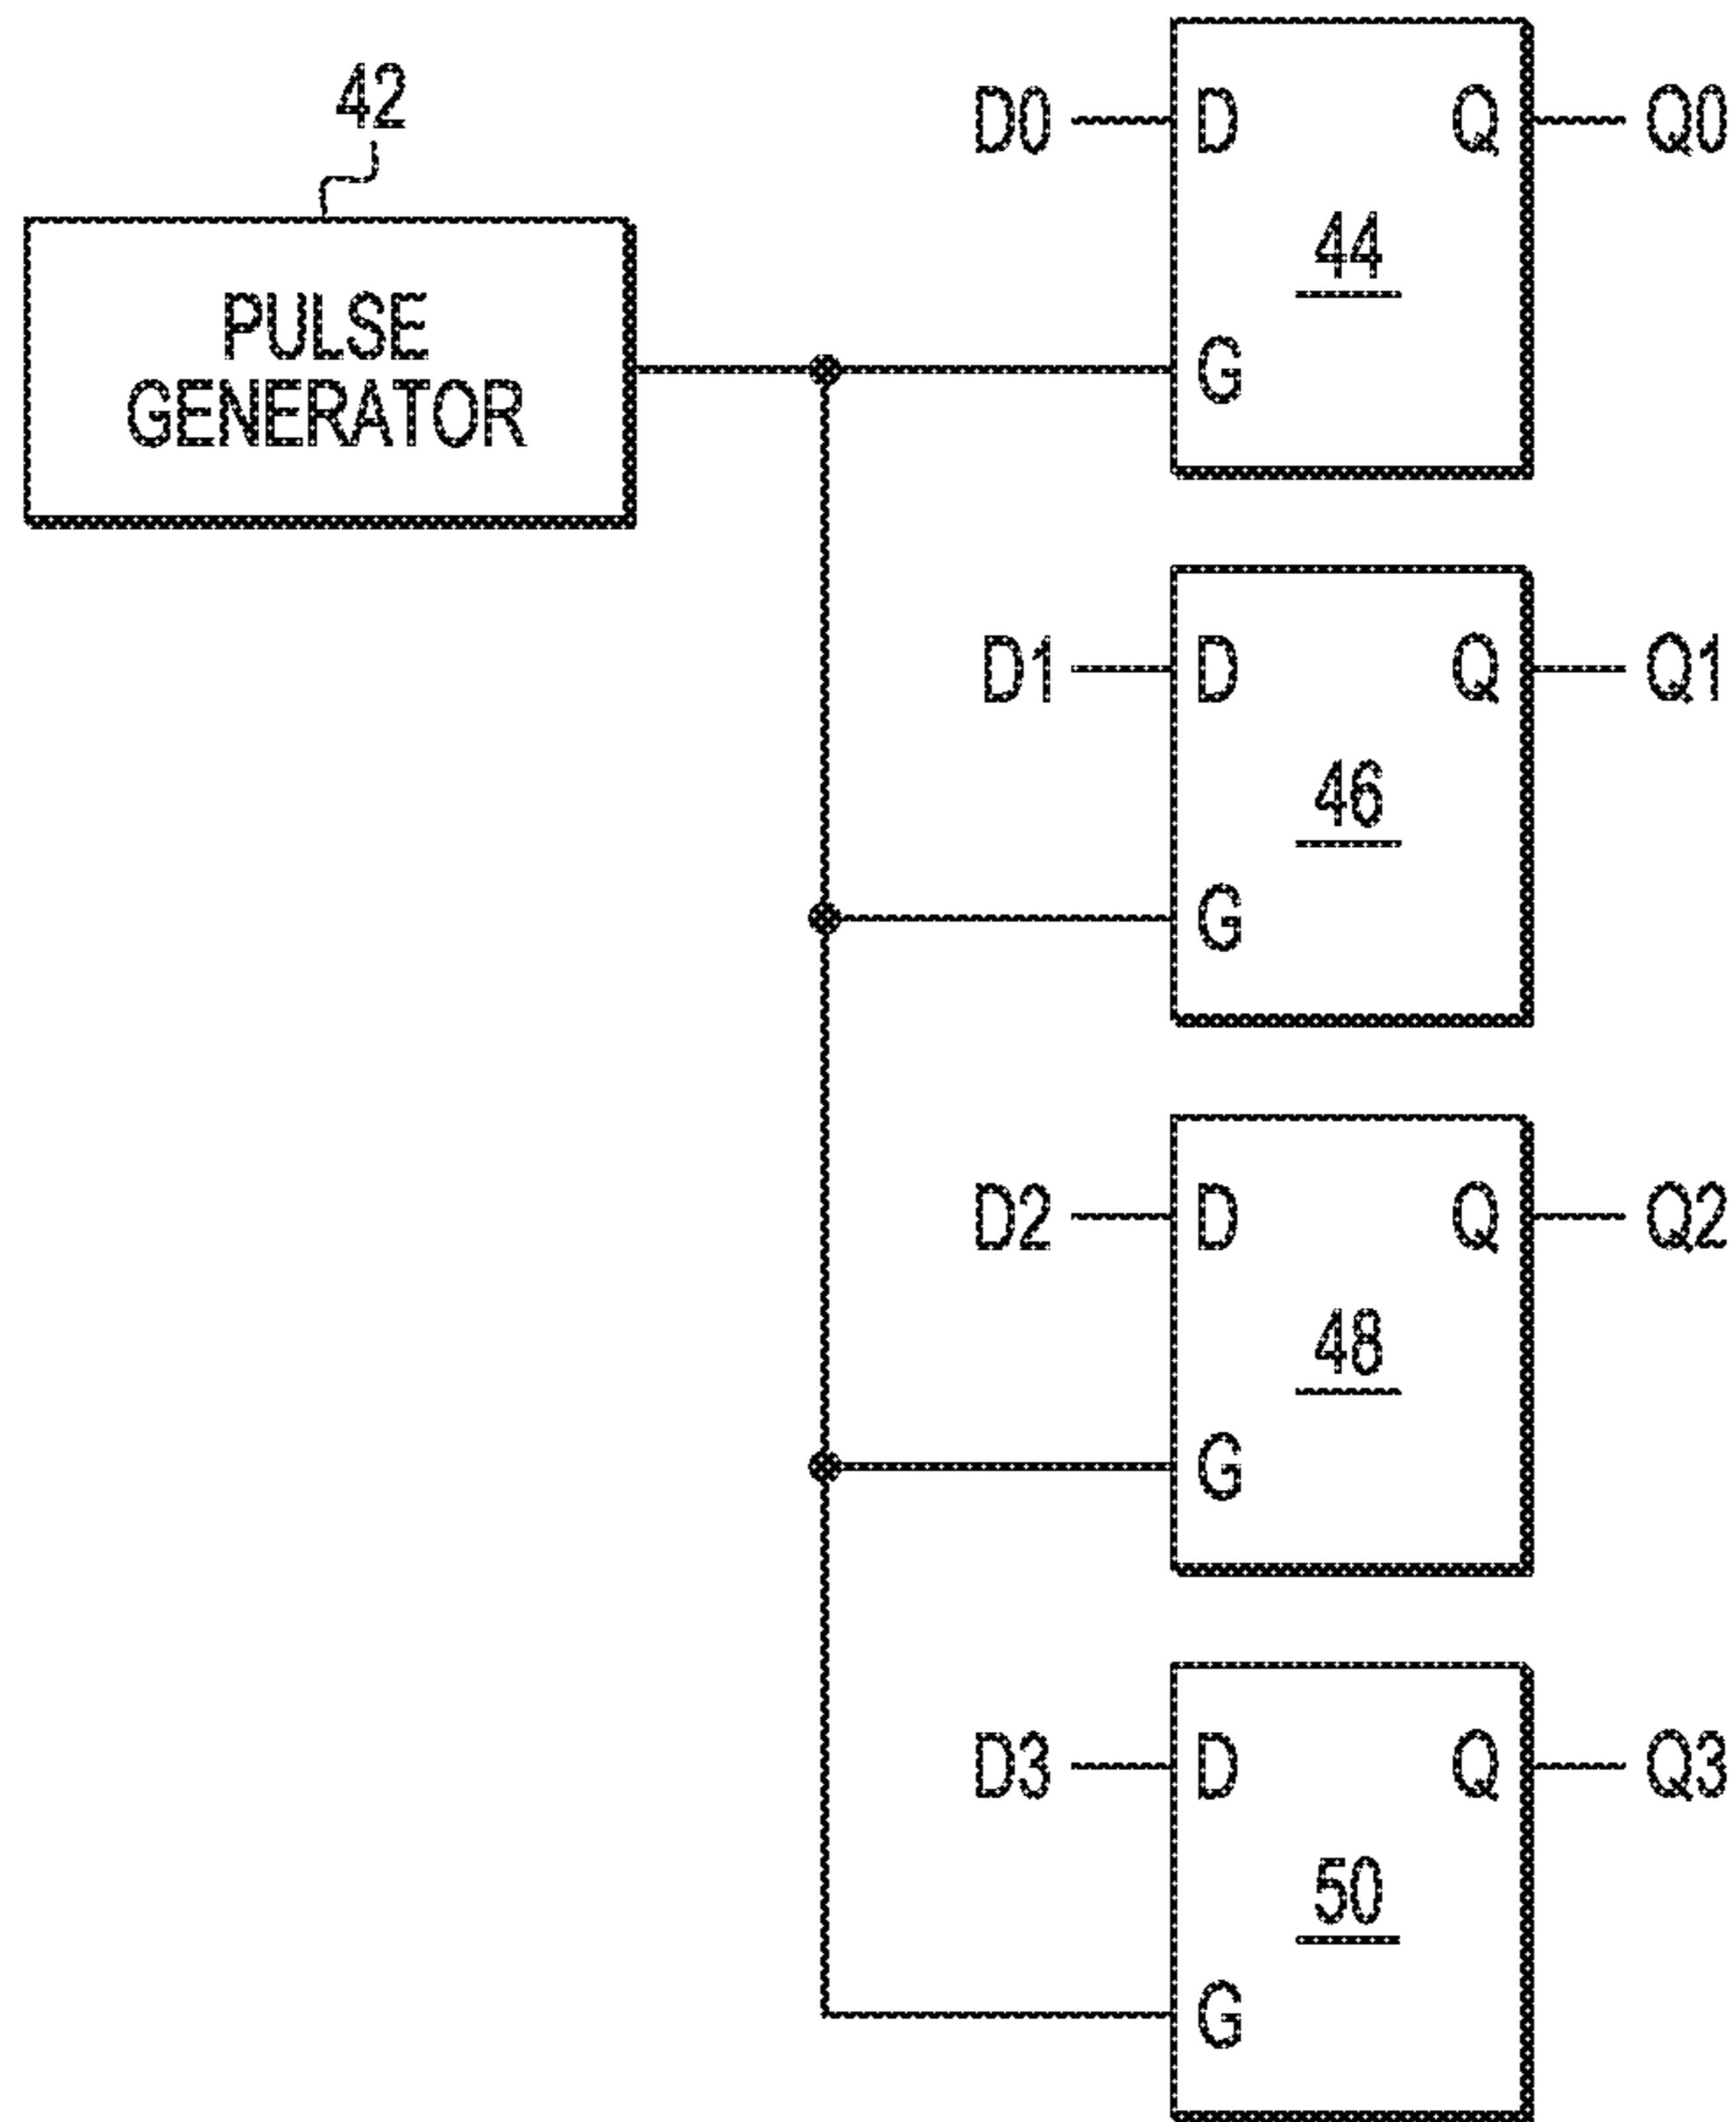 42
PULSE
GENERATOR
D0 D Q Q0
44
G
D1 D Q Q1
46
G
D2 D Q Q2
48
G
D3 D Q Q3
50
G